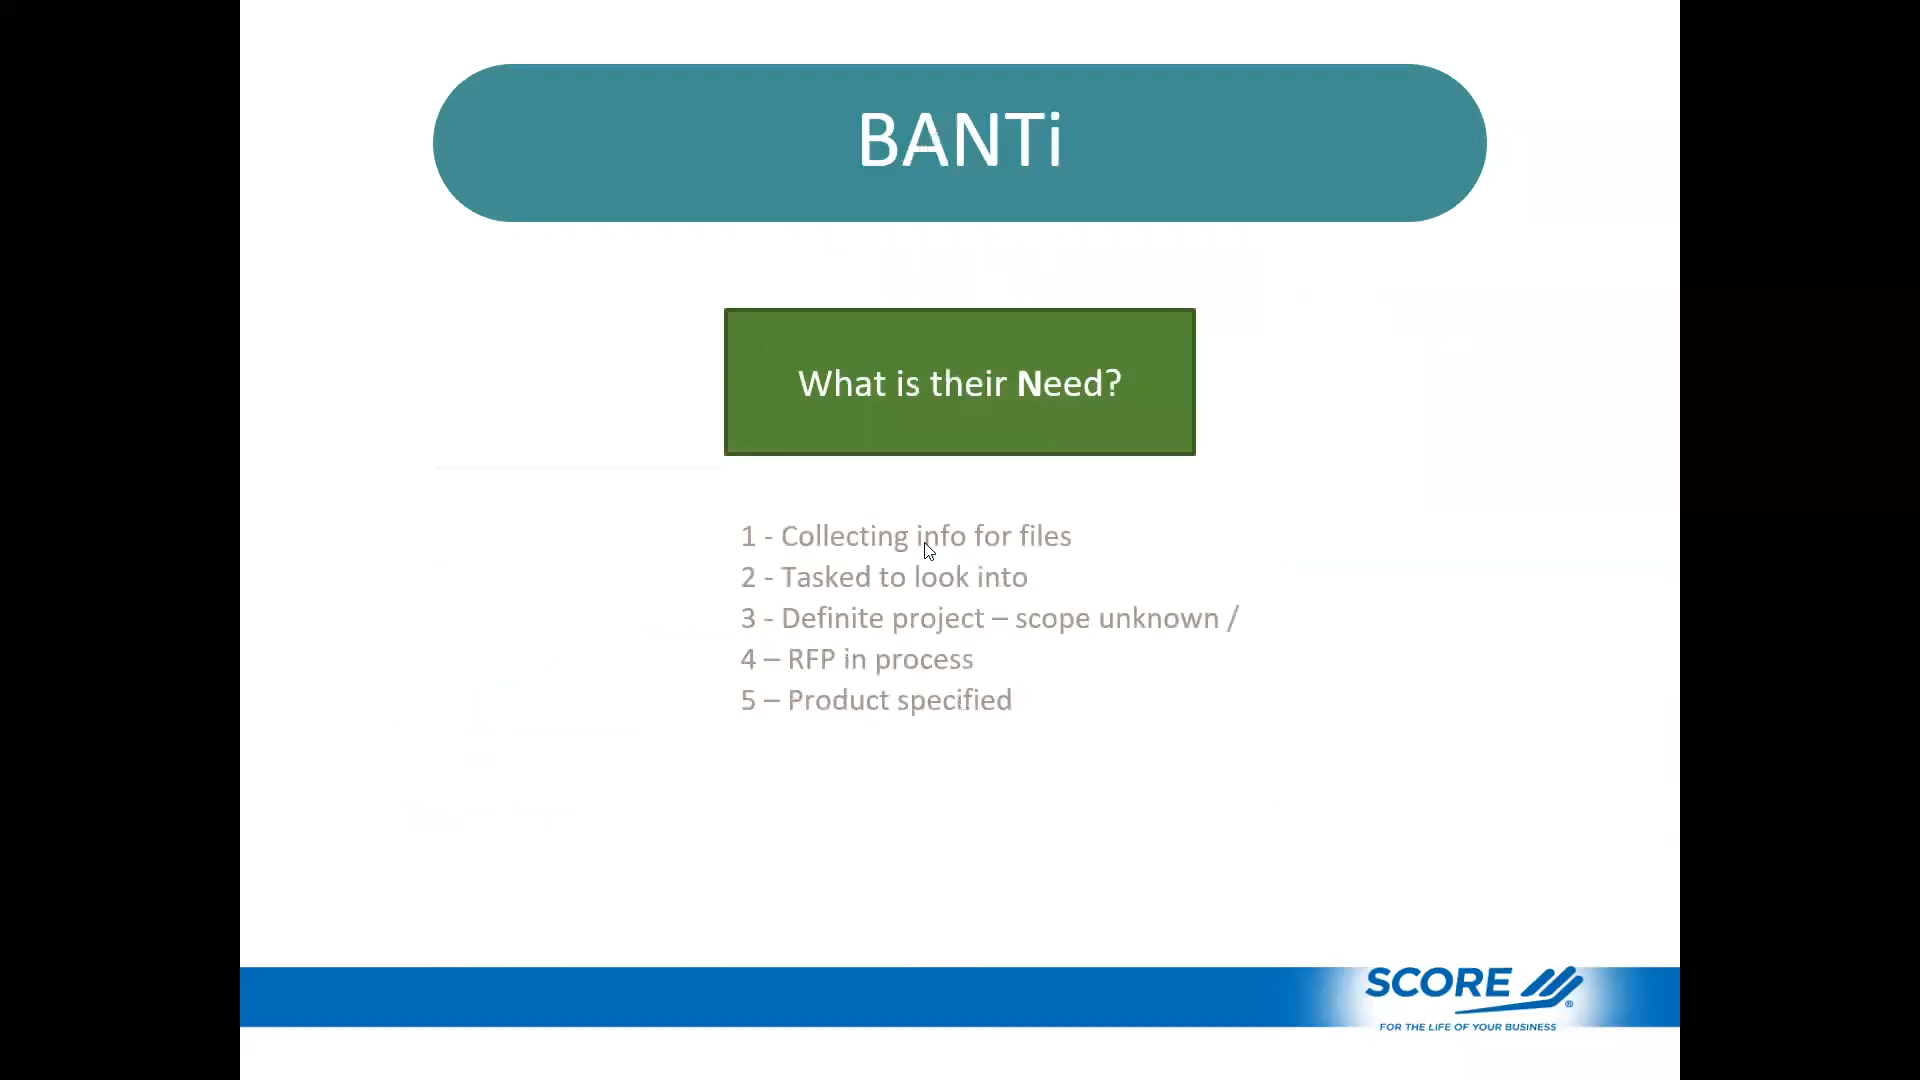 BANTi
What is their Need?
1 - Collecting info for files
2 - Tasked to look into
3 - Definite project – scope unknown /
4 – RFP in process
5 – Product specified
SCORE
®
FOR THE LIFE OF YOUR BUSINESS